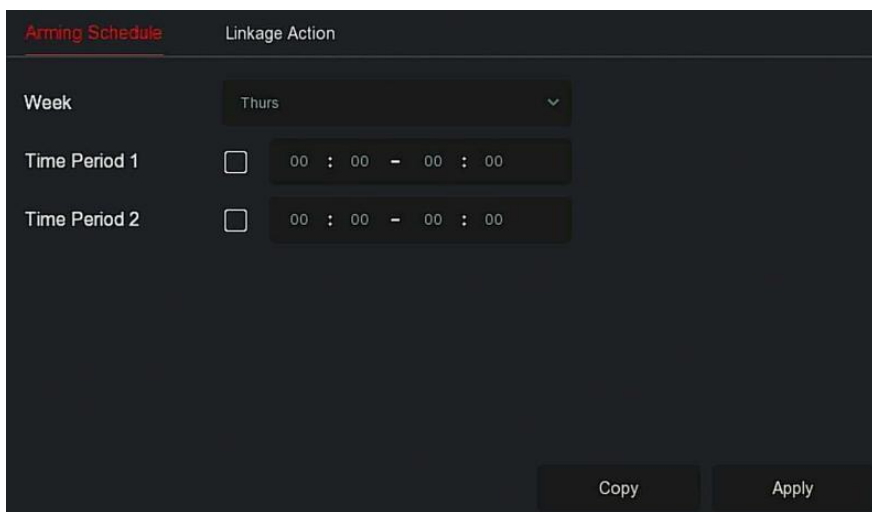 Arming Schedule Linkage Action
Week Thurs
Time Period 1 00 : 00 - 00 : 00
Time Period 2 00 : 00 - 00 : 00
Copy Apply